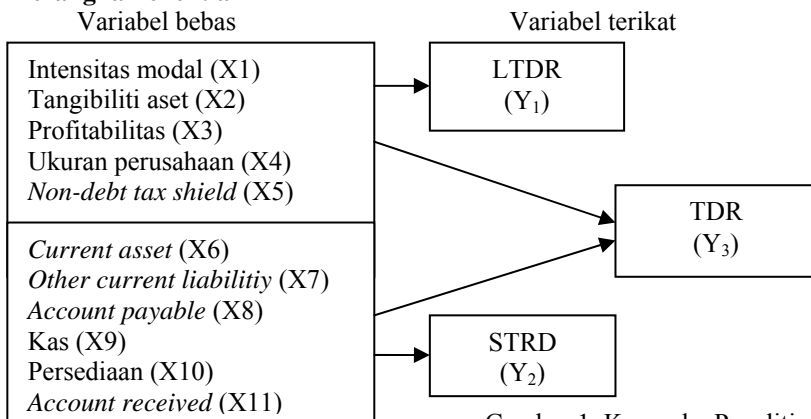 Variabel bebas
Variabel terikat
Intensitas modal (X1)
Tangibiliti aset (X2)
Profitabilitas (X3)
Ukuran perusahaan (X4)
Non-debt tax shield (X5)
LTDR
(Y₁)
TDR
(Y₃)
Current asset (X6)
Other current liabilitiy (X7)
Account payable (X8)
Kas (X9)
Persediaan (X10)
Account received (X11)
STRD
(Y₂)